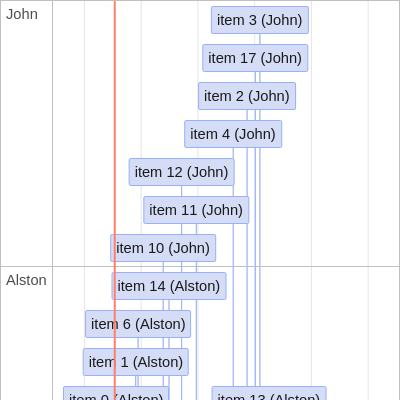 John
item 3 (John)
item 17 (John)
item 2 (John)
item 4 (John)
item 12 (John)
item 11 (John)
item 10 (John)
Alston
item 14 (Alston)
item 6 (Alston)
item 1 (Alston)
item 0 (Alston)
item 13 (Alston)